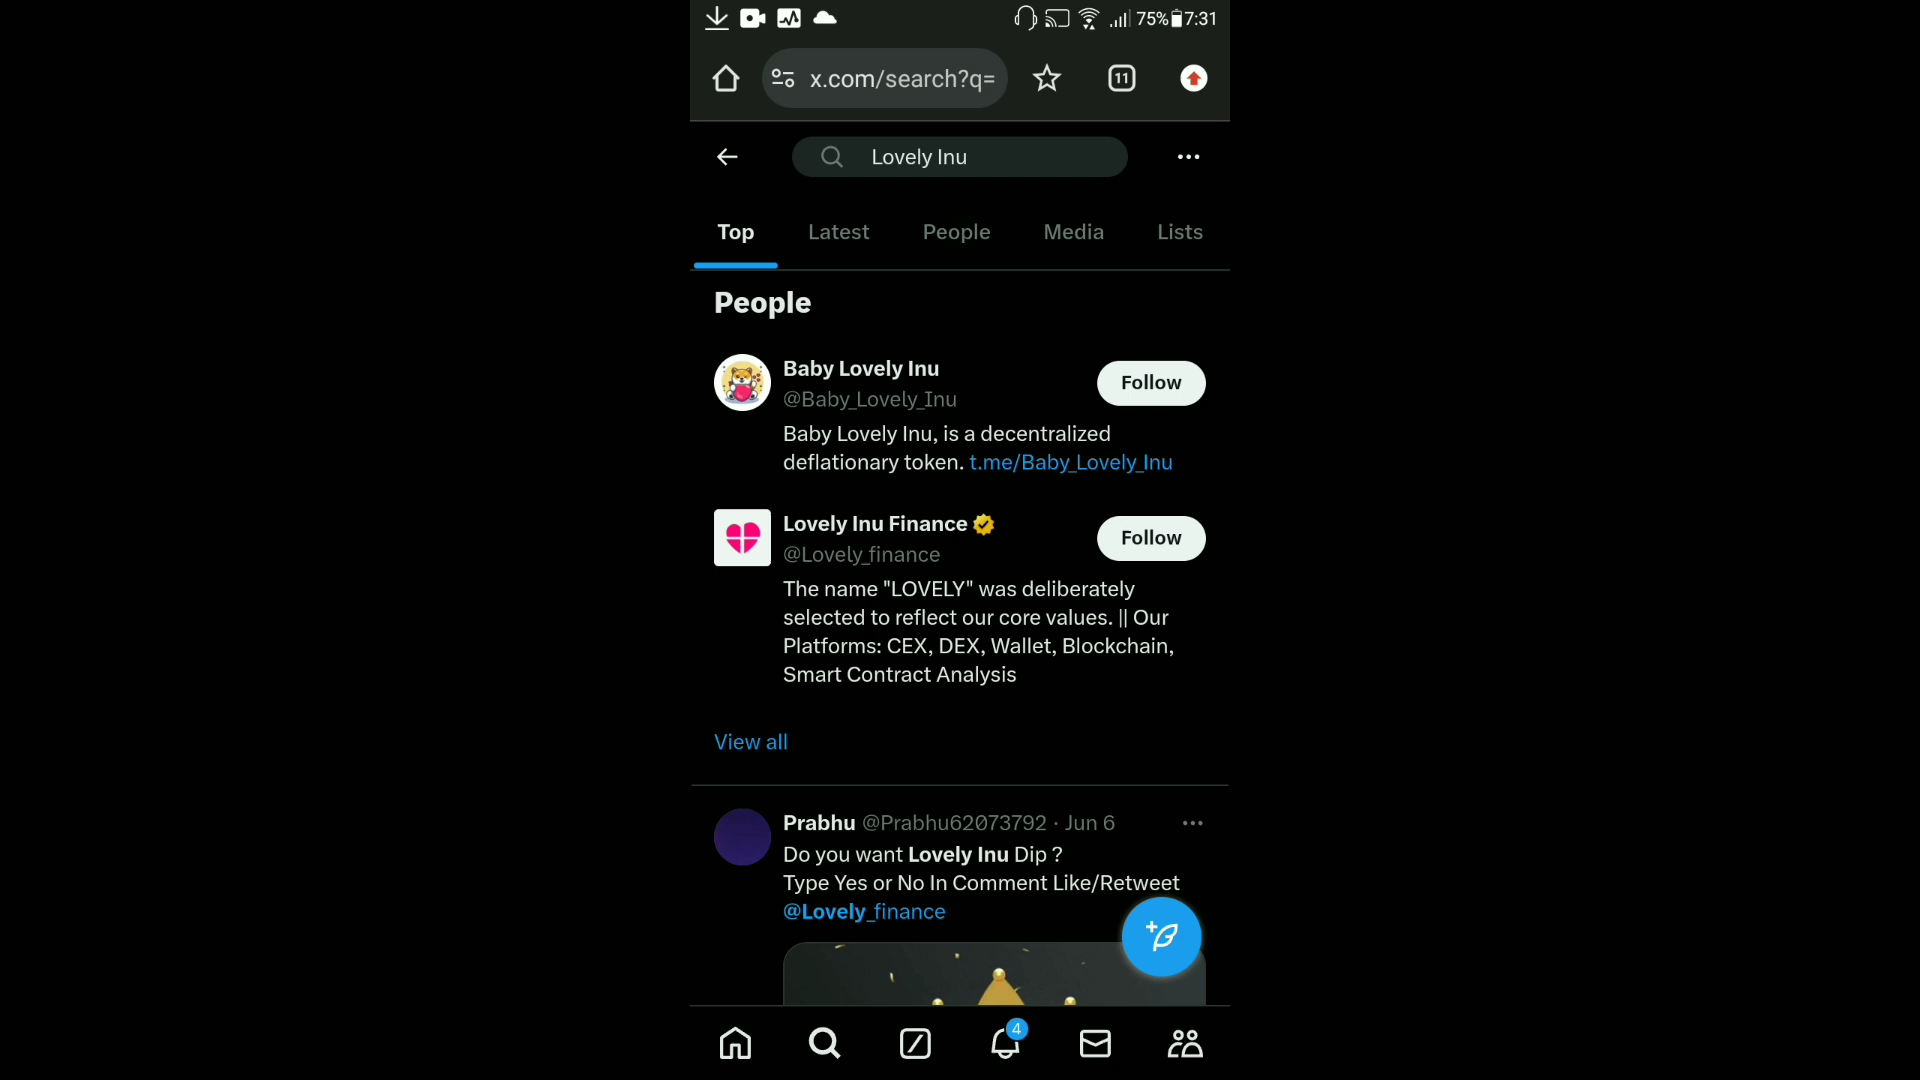 75% 7:31
x.com/search?q=
11
Lovely Inu
Top Latest People Media Lists
People
Baby Lovely Inu
@Baby_Lovely_Inu
Follow
Baby Lovely Inu, is a decentralized
deflationary token. t.me/Baby_Lovely_Inu
Lovely Inu Finance
@Lovely_finance
Follow
The name "LOVELY" was deliberately
selected to reflect our core values. || Our
Platforms: CEX, DEX, Wallet, Blockchain,
Smart Contract Analysis
View all
Prabhu @Prabhu62073792 · Jun 6
Do you want Lovely Inu Dip ?
Type Yes or No In Comment Like/Retweet
@Lovely_finance
4